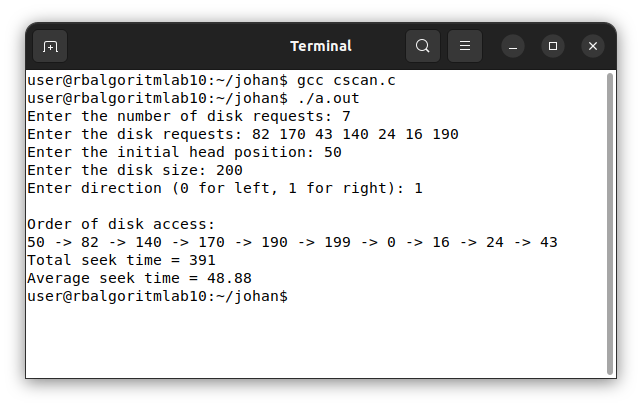 Terminal
user@rbalgoritmlab10:~/johan$ gcc cscan.c
user@rbalgoritmlab10:~/johan$ ./a.out
Enter the number of disk requests: 7
Enter the disk requests: 82 170 43 140 24 16 190
Enter the initial head position: 50
Enter the disk size: 200
Enter direction (0 for left, 1 for right): 1
Order of disk access:
50 -> 82 -> 140 -> 170 -> 190 -> 199 -> 0 -> 16 -> 24 -> 43
Total seek time = 391
Average seek time = 48.88
user@rbalgoritmlab10:~/johan$